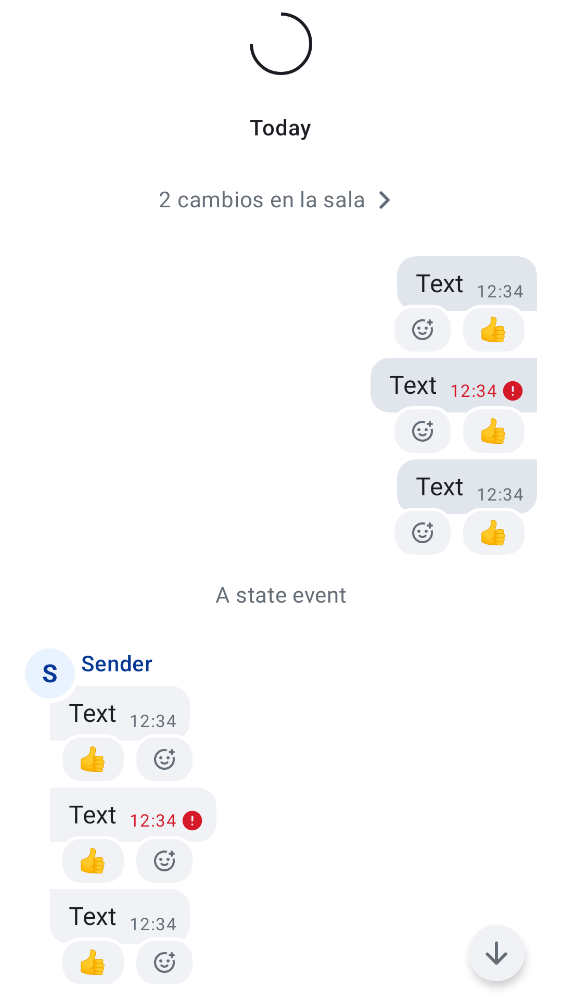 Today
2 cambios en la sala
Text 12:34
👍
Text 12:34
👍
Text 12:34
👍
A state event
S Sender
Text 12:34
👍
Text 12:34
👍
Text 12:34
👍